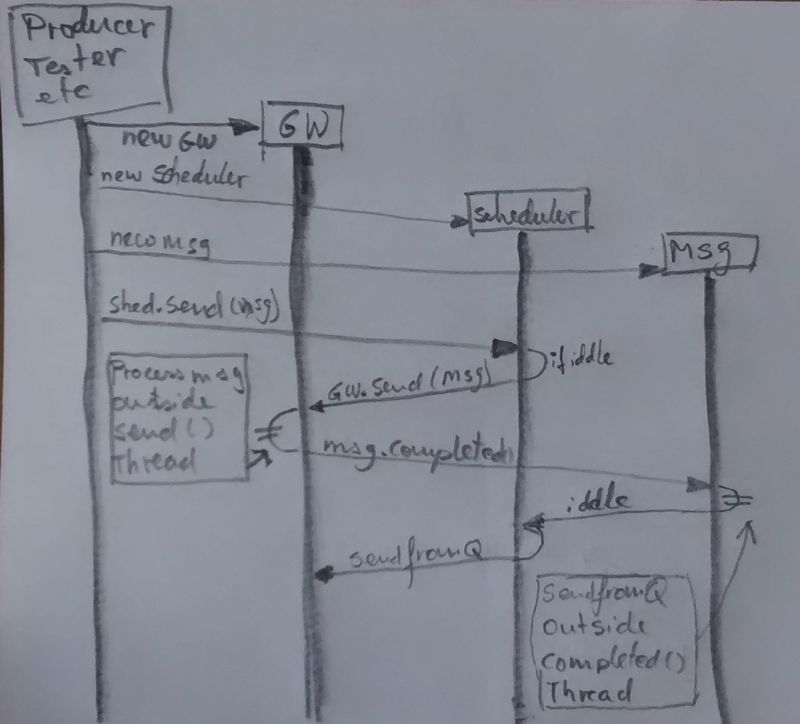 Producer
Tester
etc
GW
new GW
new Scheduler
Scheduler
new msg
Msg
shed.send(msg)
if iddle
GW.Send(Msg)
Process msg
outside
send()
Thread
msg.completed()
iddle
sendfromQ
SendfromQ
outside
completed()
Thread